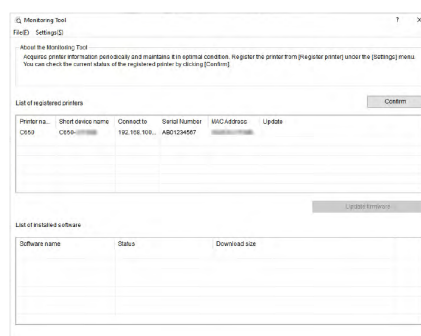 Monitoring Tool ? ×
File(E) Settings(S)
About the Monitoring Tool
Acquires printer information periodically and maintains it in optimal condition. Register the printer from [Register printer] under the [Settings] menu.
You can check the current status of the registered printer by clicking [Confirm].
List of registered printers Confirm
Printer na... Short device name Connect to Serial Number MAC Address Update
C650 C650- 192.168.100... AB01234567
Update firmware
List of installed software
Software name Status Download size